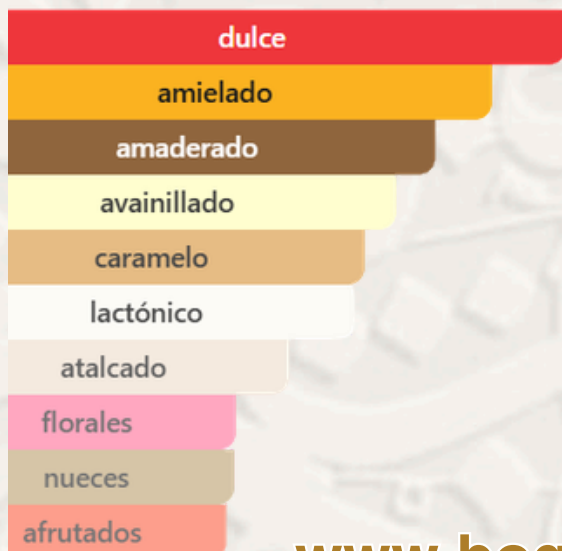 dulce
amielado
amaderado
avainillado
caramelo
lactónico
atalcado
florales
nueces
afrutados